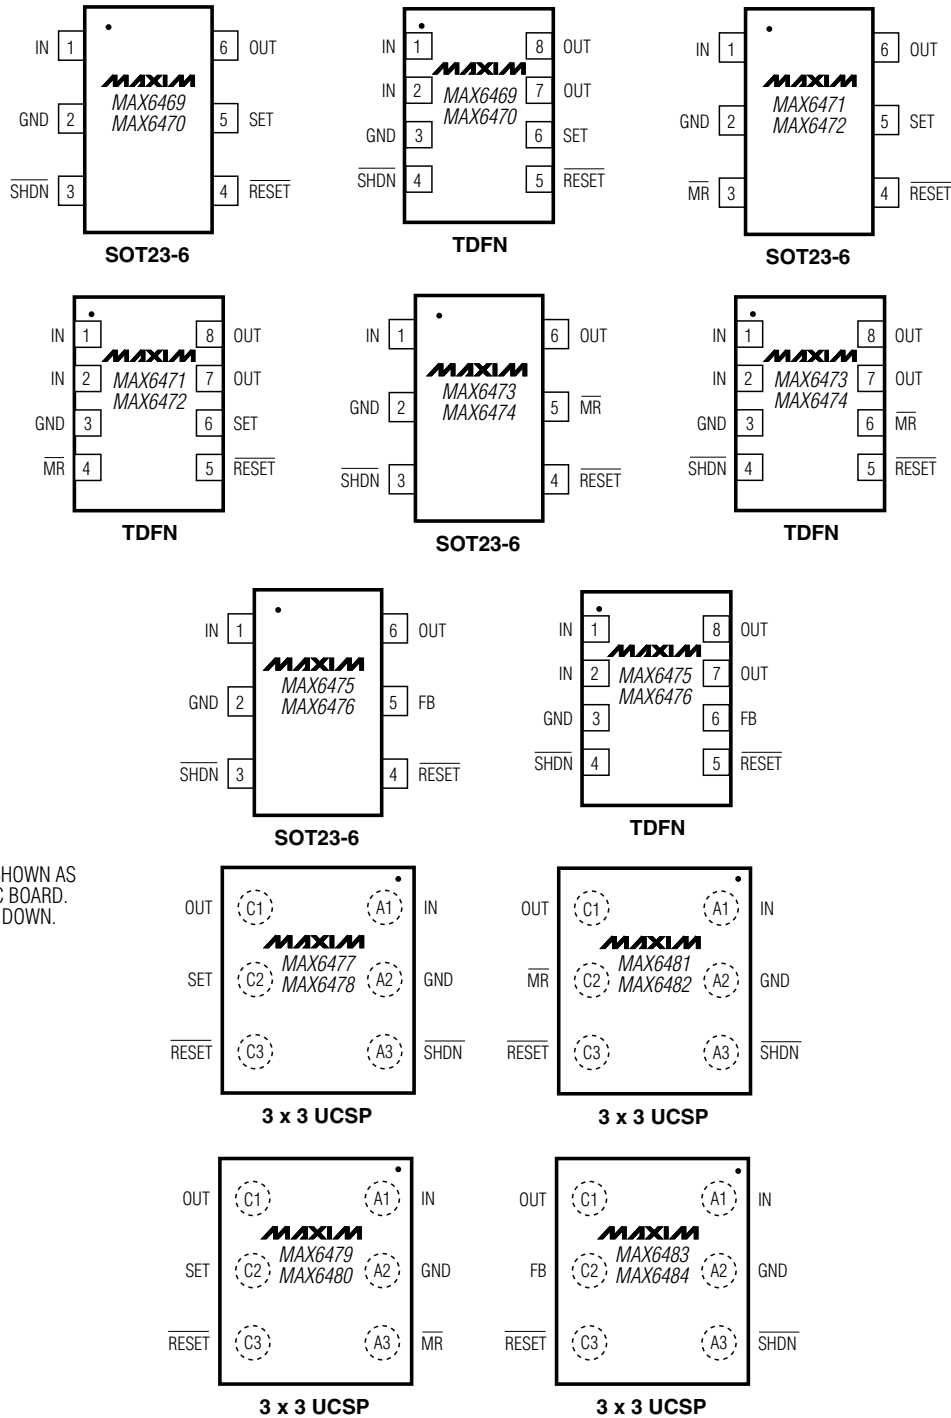 IN 1 6 OUT
MAXIM
MAX6469
MAX6470
GND 2 5 SET
SHDN 3 4 RESET
SOT23-6
IN 1 8 OUT
MAXIM
IN 2 7 OUT
MAX6469
MAX6470
GND 3 6 SET
SHDN 4 5 RESET
TDFN
IN 1 6 OUT
MAXIM
MAX6471
MAX6472
GND 2 5 SET
MR 3 4 RESET
SOT23-6
IN 1 8 OUT
MAXIM
IN 2 7 OUT
MAX6471
MAX6472
GND 3 6 SET
MR 4 5 RESET
TDFN
IN 1 6 OUT
MAXIM
MAX6473
MAX6474
GND 2 5 MR
SHDN 3 4 RESET
SOT23-6
IN 1 8 OUT
MAXIM
IN 2 7 OUT
MAX6473
MAX6474
GND 3 6 MR
SHDN 4 5 RESET
TDFN
IN 1 6 OUT
MAXIM
MAX6475
MAX6476
GND 2 5 FB
SHDN 3 4 RESET
SOT23-6
IN 1 8 OUT
MAXIM
IN 2 7 OUT
MAX6475
MAX6476
GND 3 6 FB
SHDN 4 5 RESET
TDFN
SHOWN AS
BOARD.
DOWN.
OUT C1 A1 IN
MAXIM
MAX6477
MAX6478
SET C2 A2 GND
RESET C3 A3 SHDN
3 x 3 UCSP
OUT C1 A1 IN
MAXIM
MAX6481
MAX6482
MR C2 A2 GND
RESET C3 A3 SHDN
3 x 3 UCSP
OUT C1 A1 IN
MAXIM
MAX6479
MAX6480
SET C2 A2 GND
RESET C3 A3 MR
3 x 3 UCSP
OUT C1 A1 IN
MAXIM
MAX6483
MAX6484
FB C2 A2 GND
RESET C3 A3 SHDN
3 x 3 UCSP